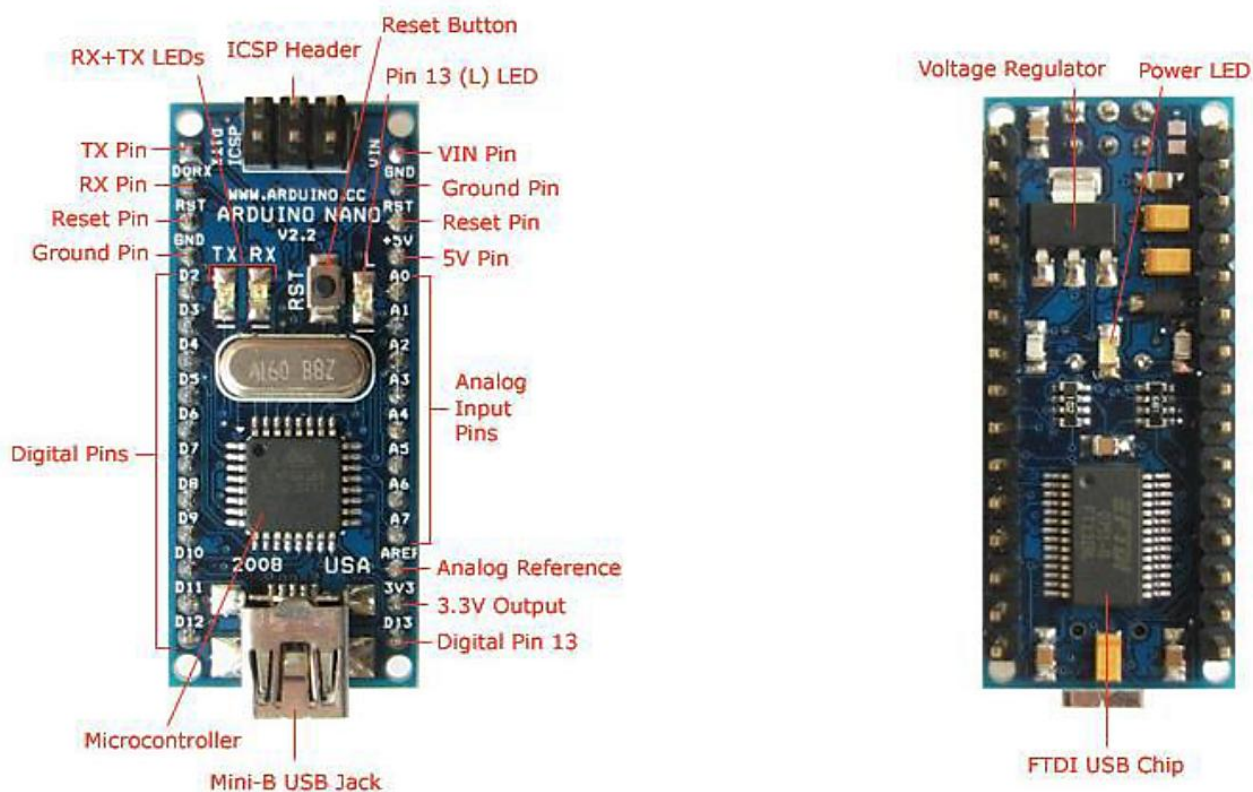 Reset Button
ICSP Header
RX+TX LEDs
Pin 13 (L) LED
TX Pin
RX Pin
Reset Pin
Ground Pin
Digital Pins
VIN Pin
Ground Pin
Reset Pin
5V Pin
Analog
Input
Pins
Analog Reference
3.3V Output
Digital Pin 13
Microcontroller
Mini-B USB Jack
ICSP
VIN
WWW.ARDUINO.CC
ARDUINO NANO
V2.2
TX RX
RST
RST
GND
D2
D3
D4
D5
D6
D7
D8
D9
D10
D11
D12
GND
RST
+5V
A0
A1
A2
A3
A4
A5
A6
A7
AREF
3V3
D13
2008 USA
Voltage Regulator
Power LED
FTDI USB Chip